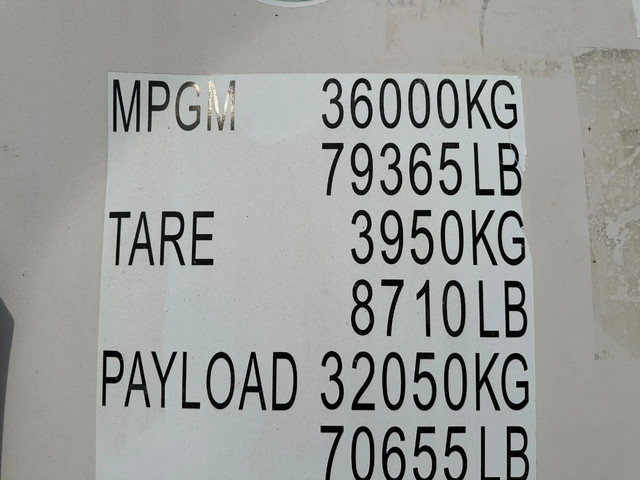 MPGM 36000KG
79365LB
TARE 3950KG
8710LB
PAYLOAD 32050KG
70655LB